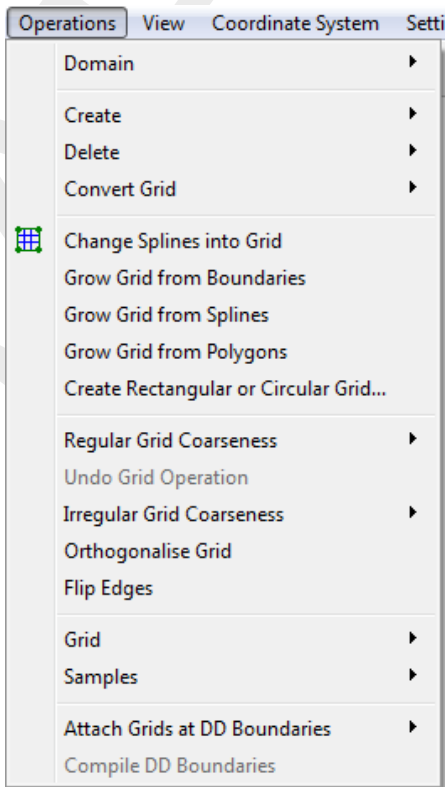 Operations View Coordinate System Setti
Domain
Create
Delete
Convert Grid
Change Splines into Grid
Grow Grid from Boundaries
Grow Grid from Splines
Grow Grid from Polygons
Create Rectangular or Circular Grid...
Regular Grid Coarseness
Undo Grid Operation
Irregular Grid Coarseness
Orthogonalise Grid
Flip Edges
Grid
Samples
Attach Grids at DD Boundaries
Compile DD Boundaries